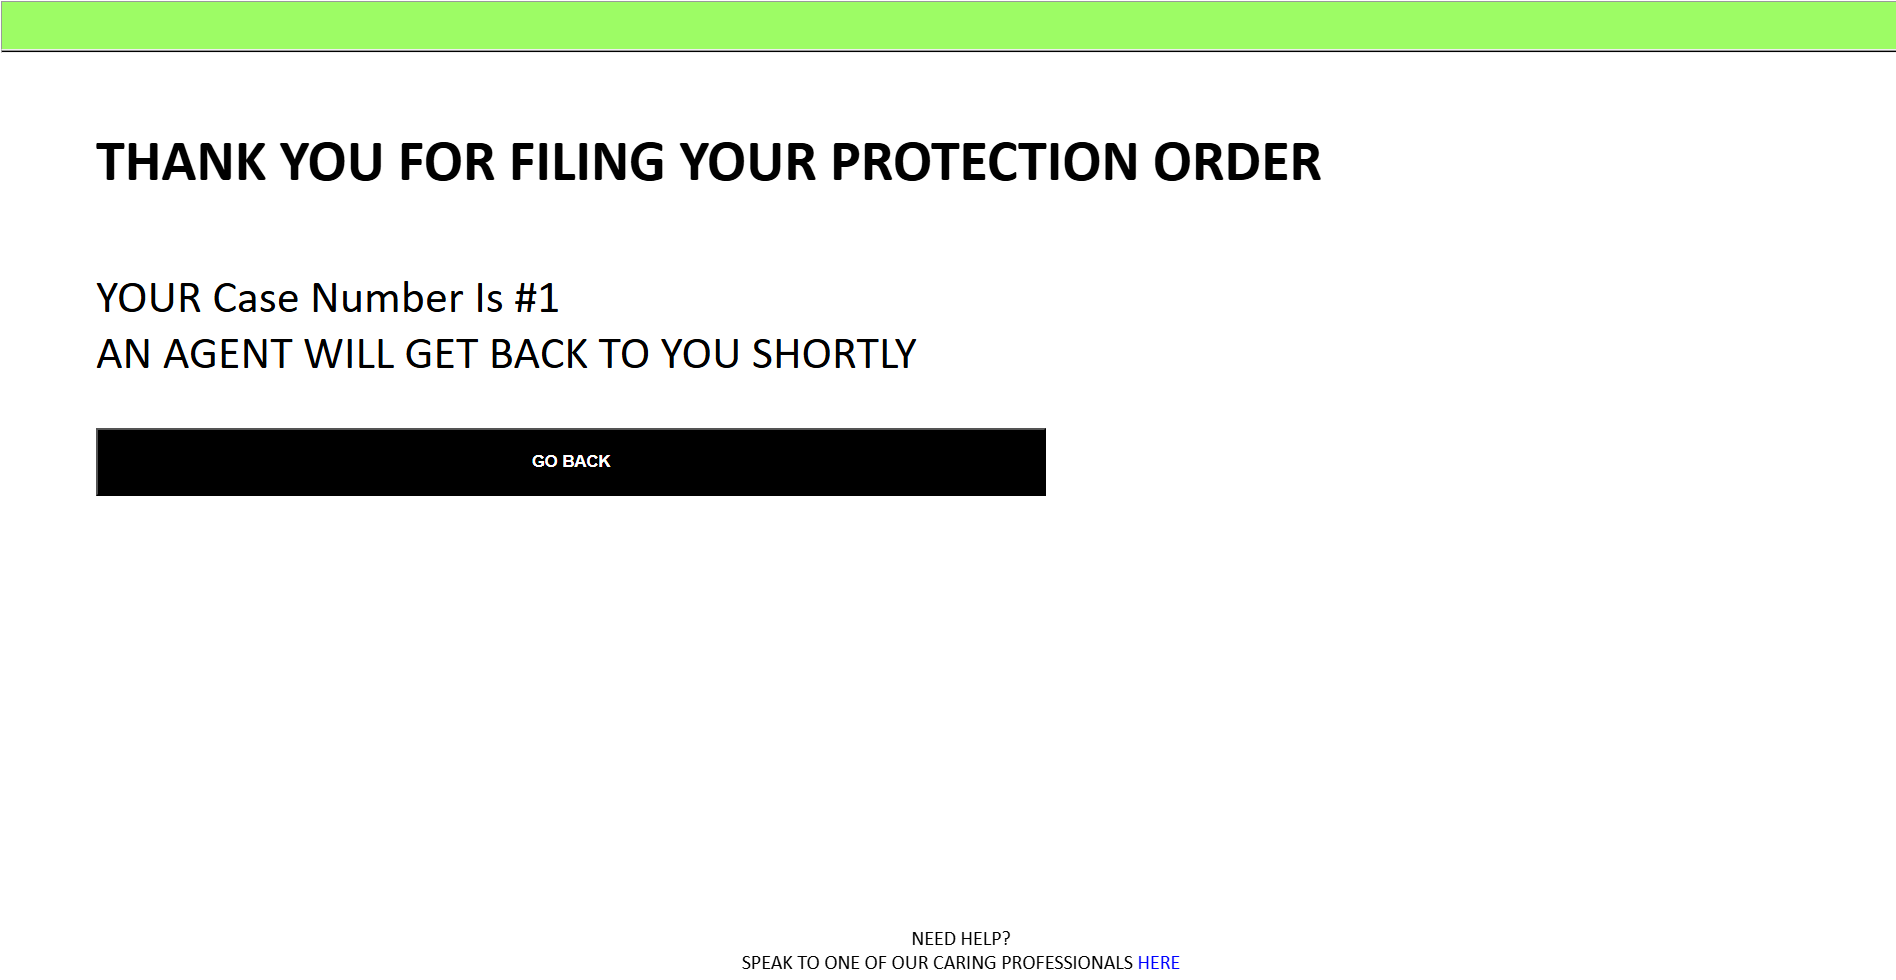 THANK YOU FOR FILING YOUR PROTECTION ORDER
YOUR Case Number Is #1
AN AGENT WILL GET BACK TO YOU SHORTLY
GO BACK
NEED HELP?
SPEAK TO ONE OF OUR CARING PROFESSIONALS HERE